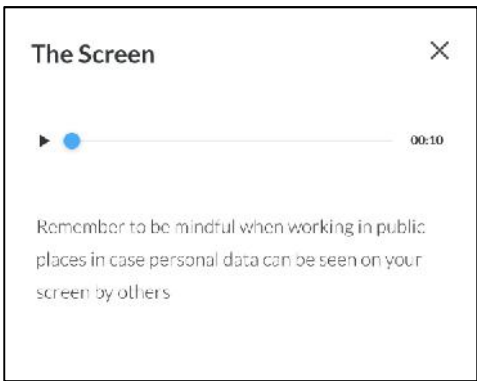 The Screen
00:10
Remember to be mindful when working in public
places in case personal data can be seen on your
screen by others